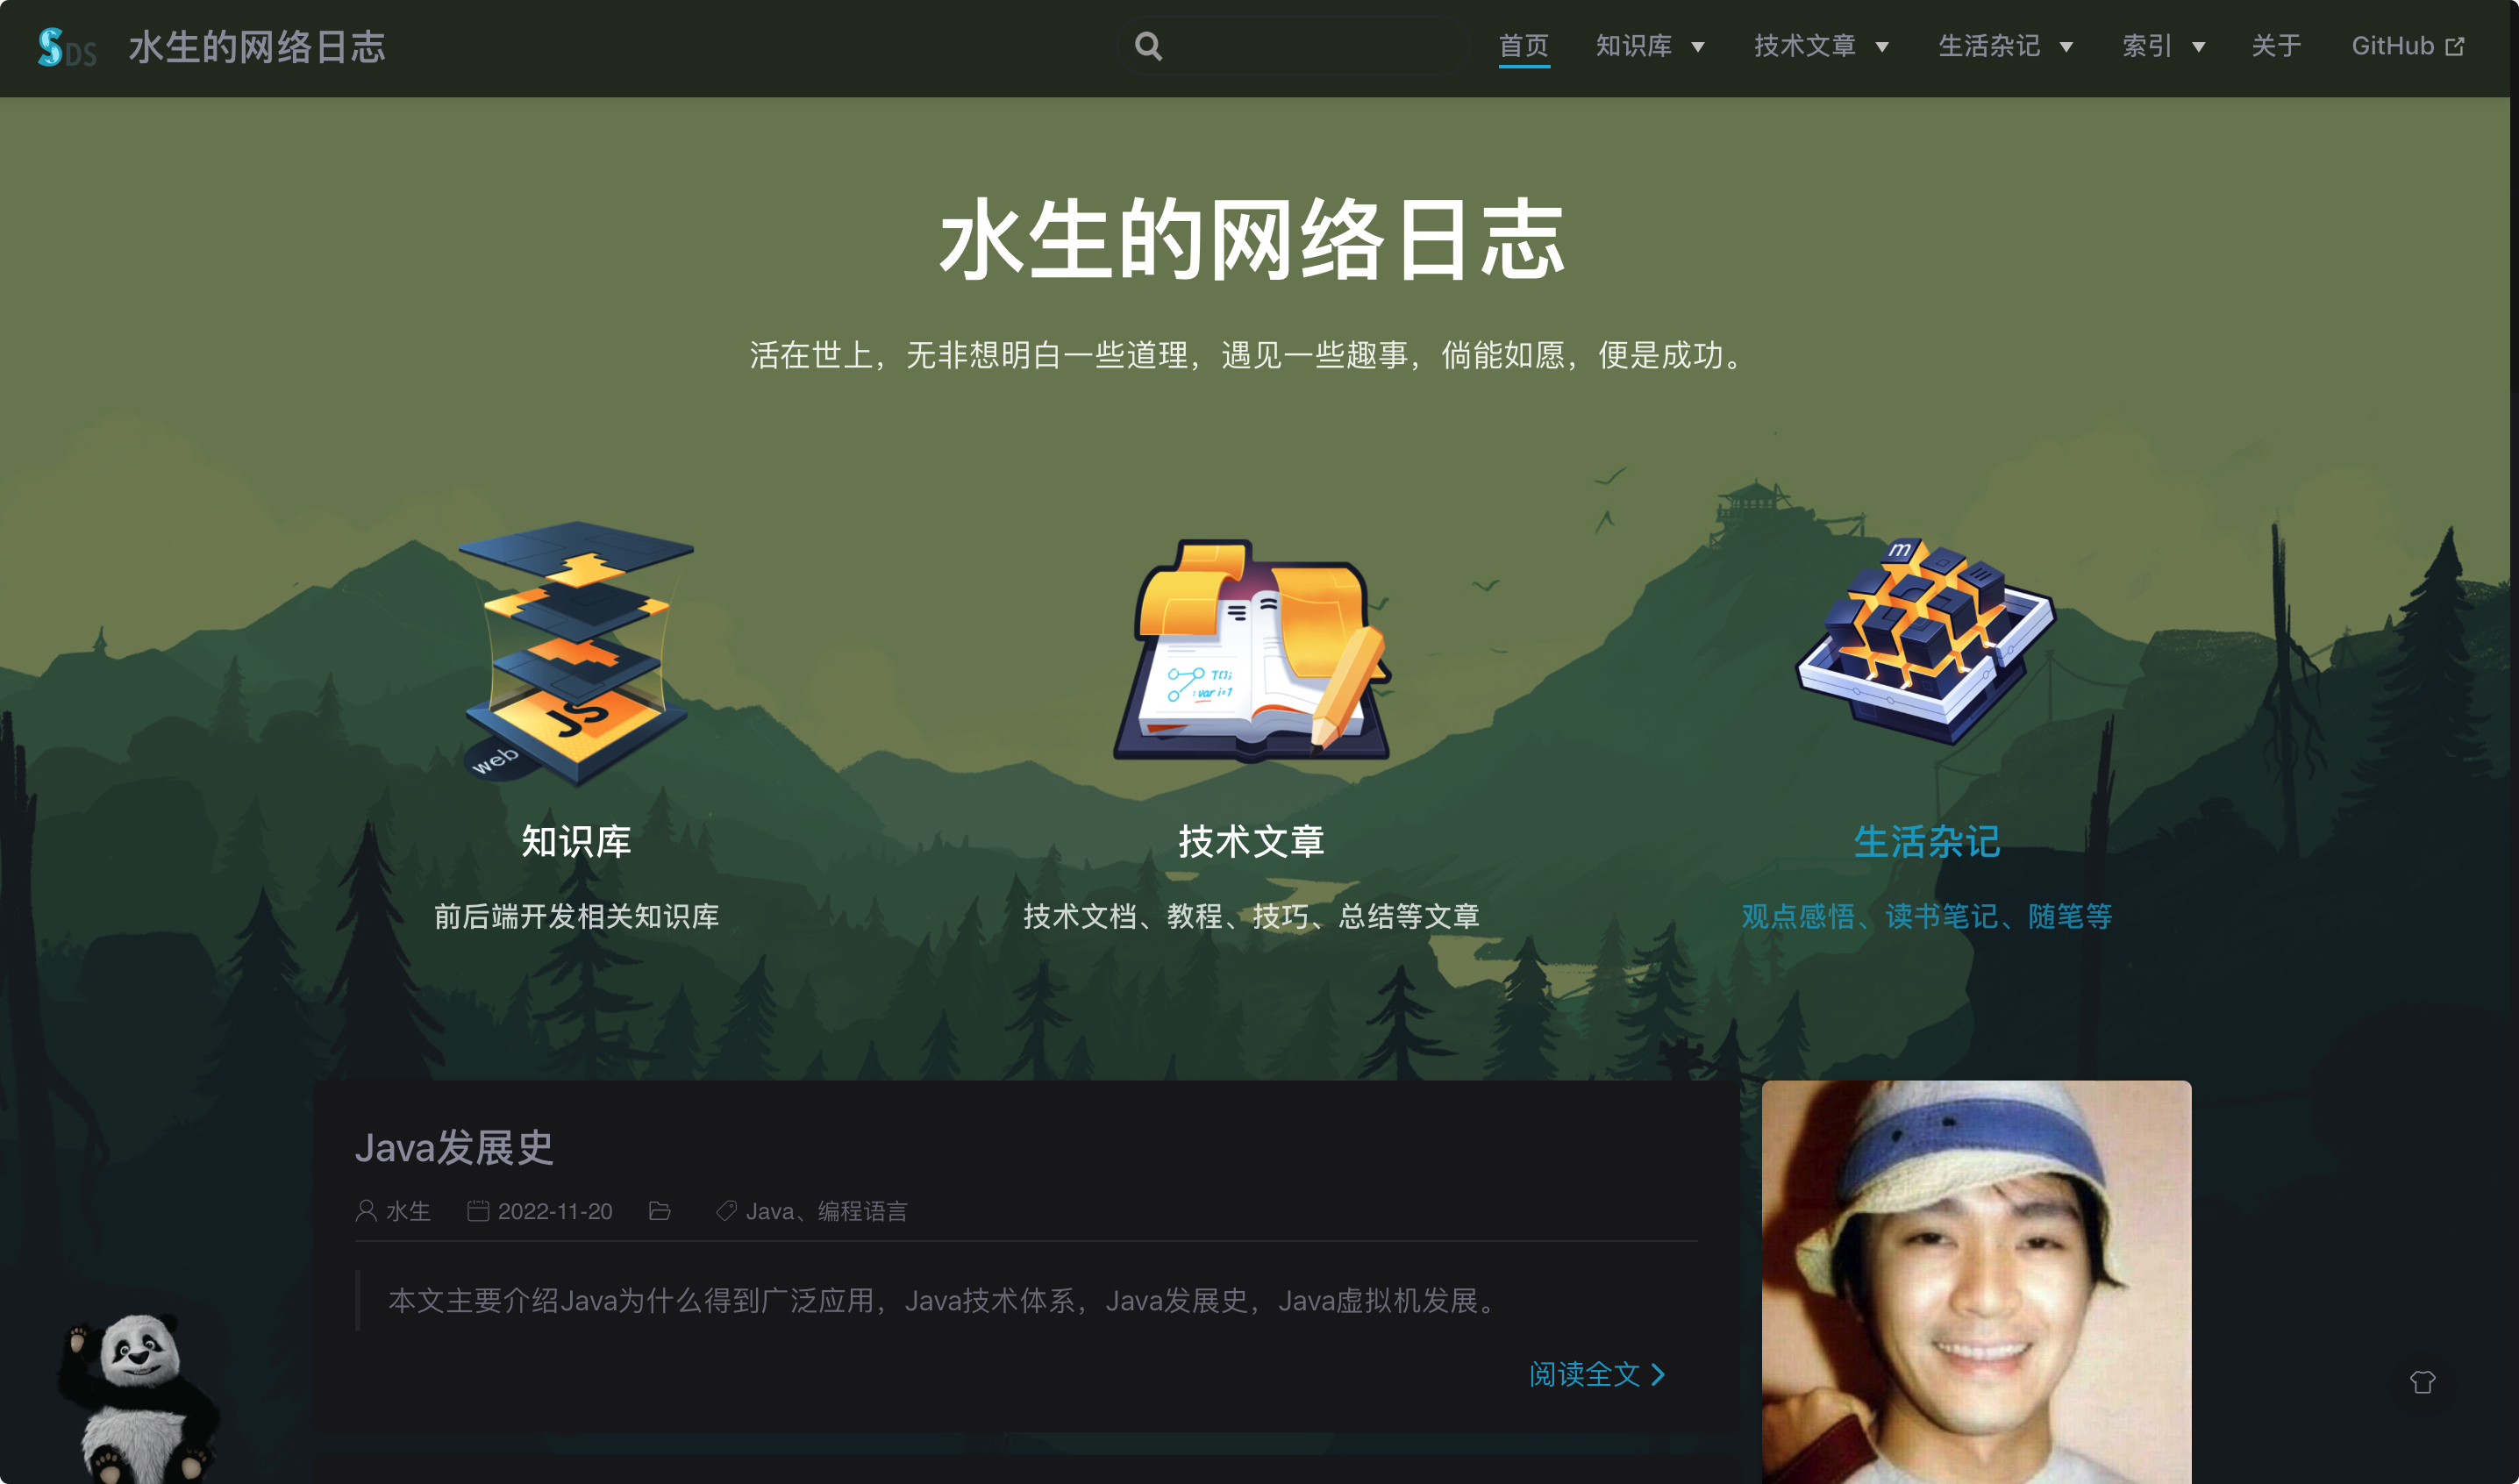 SDS 水生的网络日志 首页 知识库 技术文章 生活杂记 索引 关于 GitHub
水生的网络日志
活在世上，无非想明白一些道理，遇见一些趣事，倘能如愿，便是成功。
JS
web
T();
: var i=1
m
知识库
前后端开发相关知识库
技术文章
技术文档、教程、技巧、总结等文章
生活杂记
观点感悟、读书笔记、随笔等
Java发展史
水生 2022-11-20 Java、编程语言
本文主要介绍Java为什么得到广泛应用，Java技术体系，Java发展史，Java虚拟机发展。
阅读全文